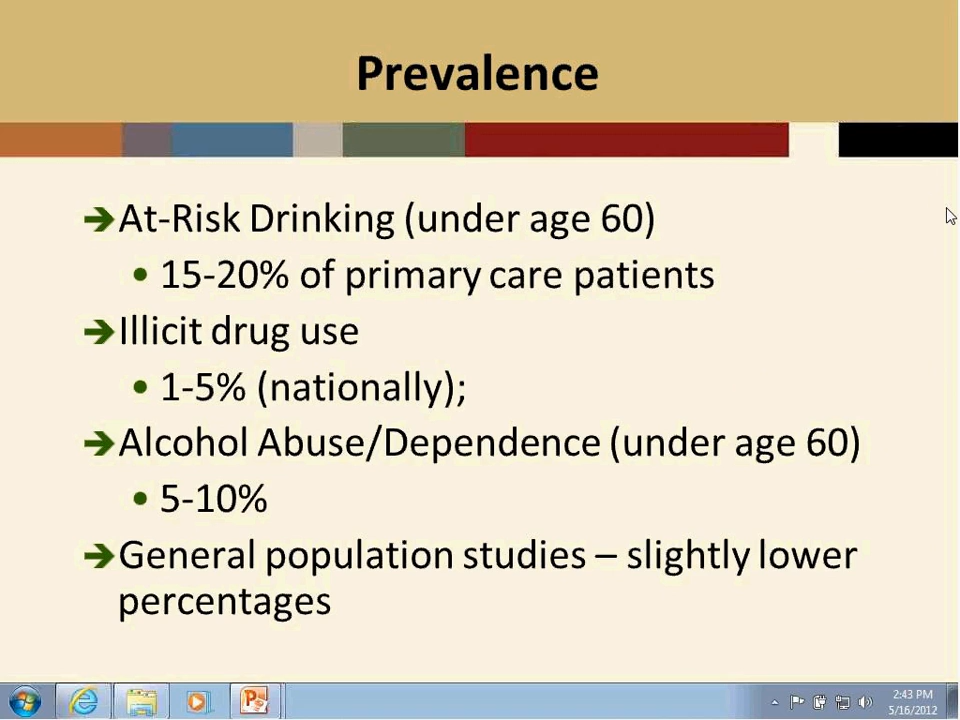 Prevalence
At-Risk Drinking (under age 60)
• 15-20% of primary care patients
Illicit drug use
• 1-5% (nationally);
Alcohol Abuse/Dependence (under age 60)
• 5-10%
General population studies – slightly lower
percentages
2:43 PM
5/16/2012